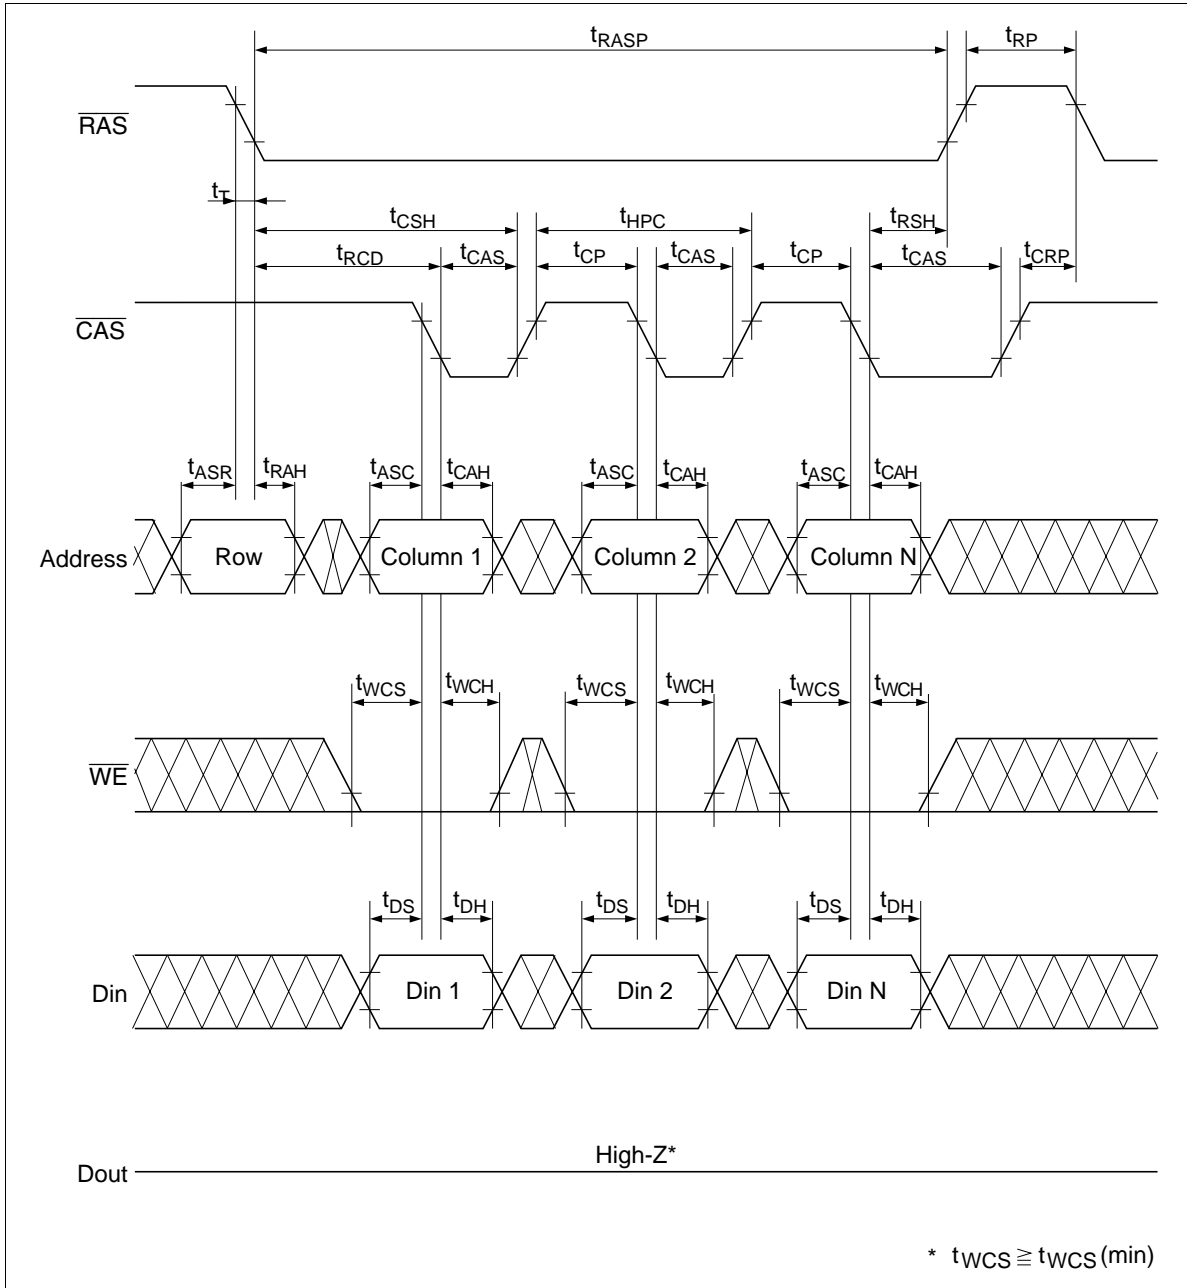 tRASP tRP
RAS
tT
tCSH tHPC tRSH
tRCD tCAS tCP tCAS tCP tCAS tCRP
CAS
tASR tRAH tASC tCAH tASC tCAH tASC tCAH
Address Row Column 1 Column 2 Column N
tWCS tWCH tWCS tWCH tWCS tWCH
WE
tDS tDH tDS tDH tDS tDH
Din Din 1 Din 2 Din N
High-Z*
Dout
* tWCS ≧ tWCS(min)